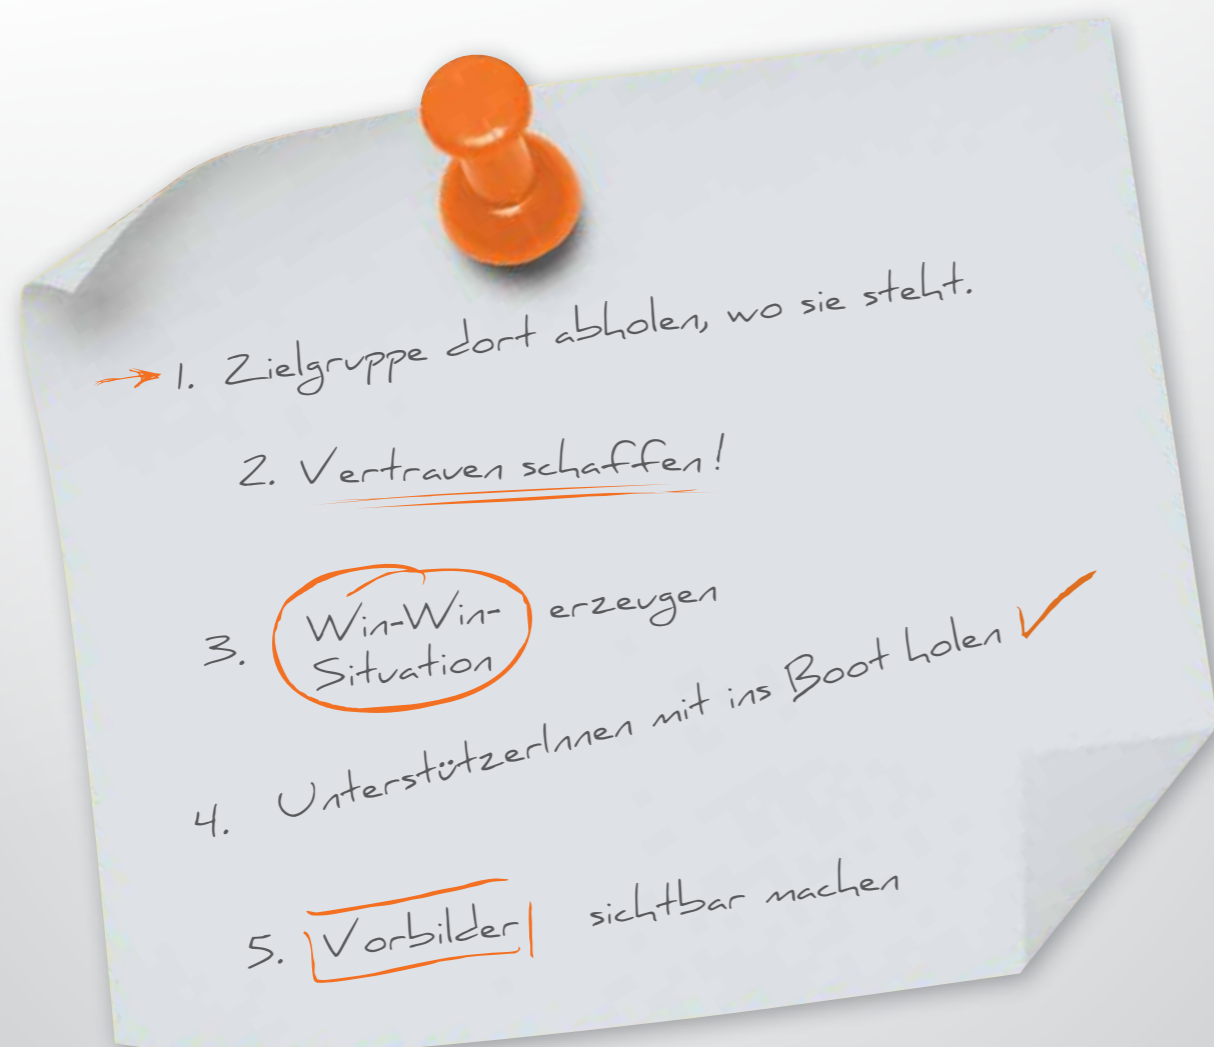 1. Zielgruppe dort abholen, wo sie steht.
2. Vertrauen schaffen!
3. Win-Win- erzeugen
Situation
4. UnterstützerInnen mit ins Boot holen
5. Vorbilder sichtbar machen